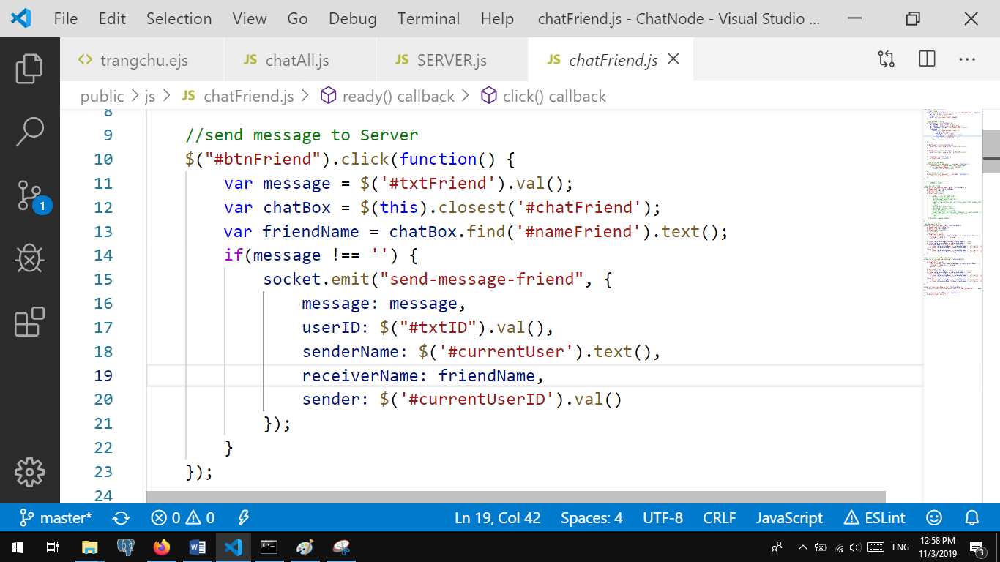 File Edit Selection View Go Debug Terminal Help chatFriend.js - ChatNode - Visual Studio ...
<> trangchu.ejs JS chatAll.js JS SERVER.js JS chatFriend.js
public > js > JS chatFriend.js > ready() callback > click() callback
8
9 //send message to Server
10 $("#btnFriend").click(function() {
11 var message = $('#txtFriend').val();
12 var chatBox = $(this).closest('#chatFriend');
13 var friendName = chatBox.find('#nameFriend').text();
14 if(message !== '') {
15 socket.emit("send-message-friend", {
16 message: message,
17 userID: $("#txtID").val(),
18 senderName: $('#currentUser').text(),
19 receiverName: friendName,
20 sender: $('#currentUserID').val()
21 });
22 }
23 });
24
1
master* 0 0 Ln 19, Col 42 Spaces: 4 UTF-8 CRLF JavaScript ESLint
ENG 12:58 PM
11/3/2019 3